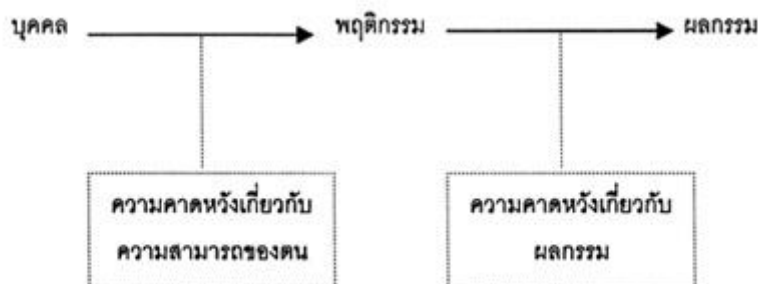 บุคคล พฤติกรรม ผลกรรม
ความคาดหวังเกี่ยวกับ
ความสามารถของตน
ความคาดหวังเกี่ยวกับ
ผลกรรม